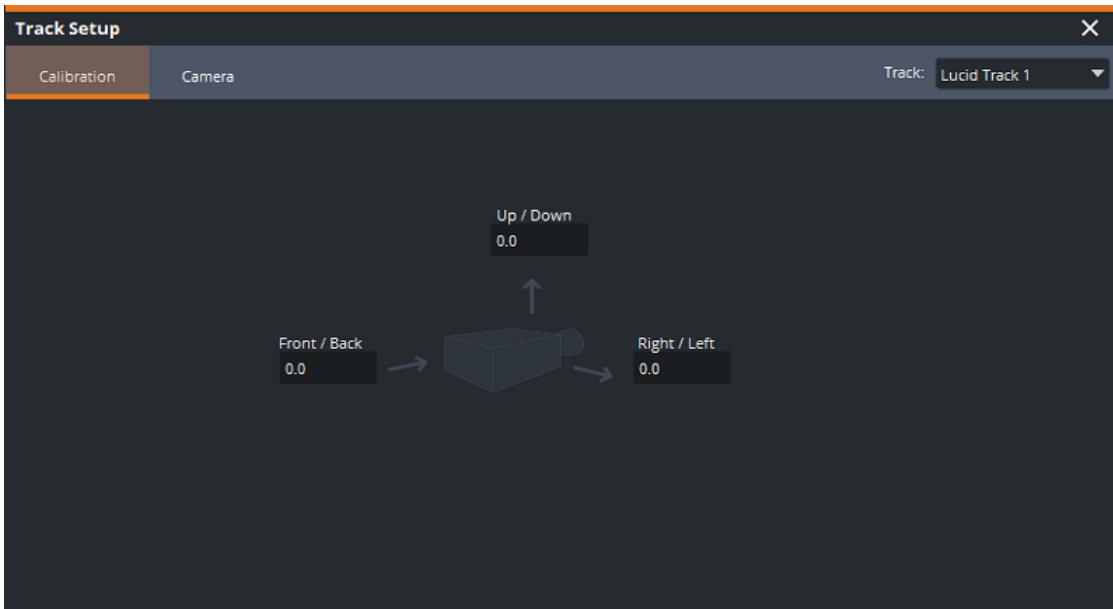 Track Setup
Calibration
Camera
Track:
Lucid Track 1
Up / Down
0.0
Front / Back
0.0
Right / Left
0.0